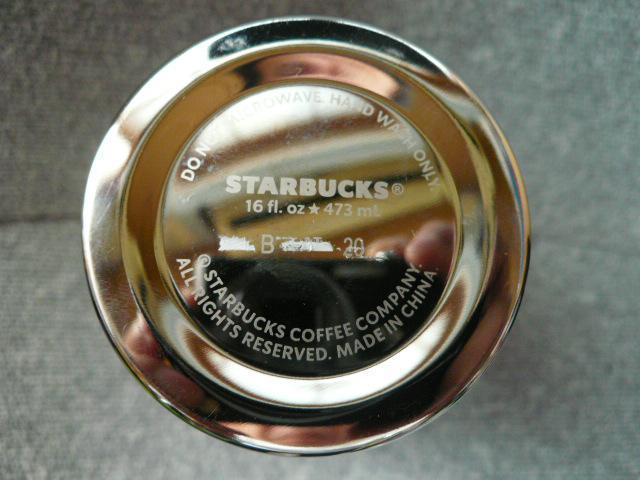 DO NOT MICROWAVE. HAND WASH ONLY.
STARBUCKS®
16 fl. oz★473 mL
© STARBUCKS COFFEE COMPANY.
ALL RIGHTS RESERVED. MADE IN CHINA.